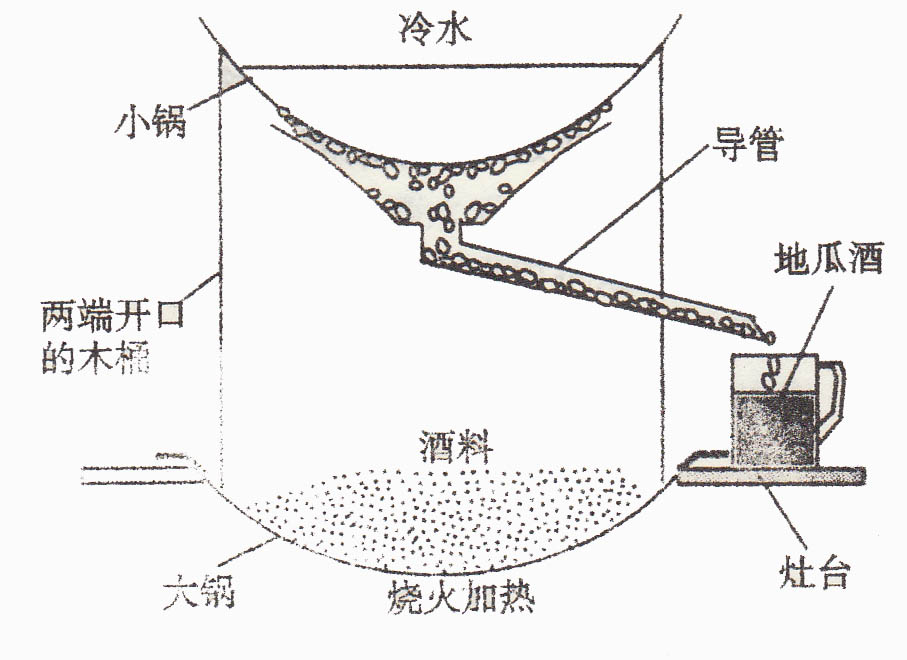 冷水
小锅
导管
地瓜酒
两端开口
的木桶
酒料
大锅
烧火加热
灶台